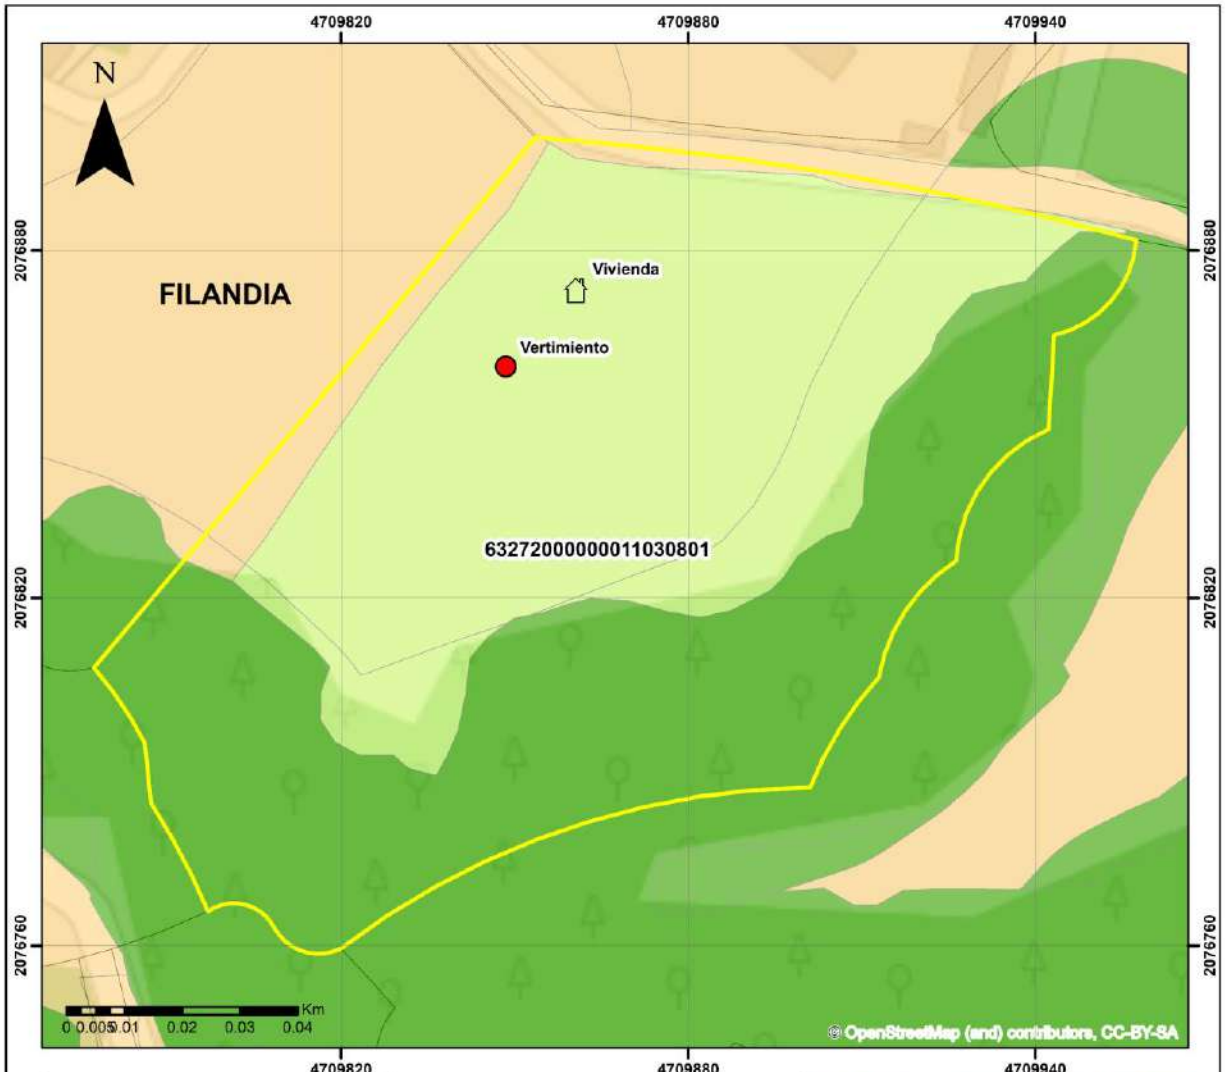 4709820 4709880 4709940
N
2076880 2076880
Vivienda
FILANDIA
Vertimiento
632720000000011030801
2076820 2076820
2076760 2076760
Km
0 0.005 0.01 0.02 0.03 0.04
© OpenStreetMap (and) contributors, CC-BY-SA
4709820 4709880 4709940